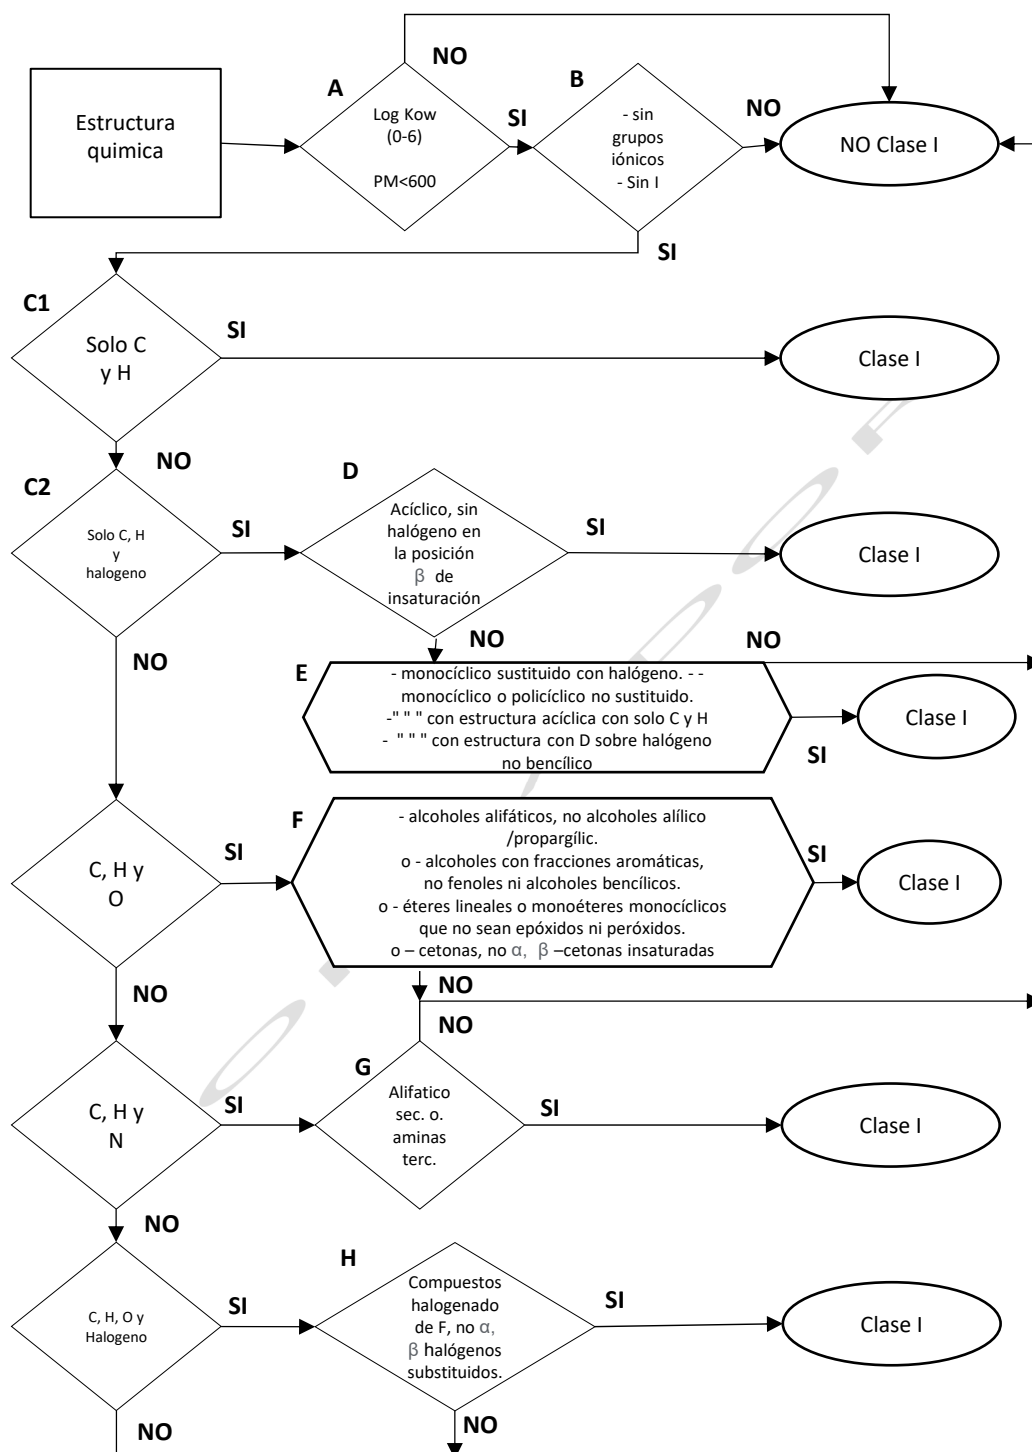 NO
A
B
Estructura
quimica
Log Kow
(0-6)
PM<600
SI
- sin
grupos
iónicos
- Sin I
NO
NO Clase I
SI
C1
Solo C
y H
SI
Clase I
NO
C2
Solo C, H
y
halogeno
SI
D
Acíclico, sin
halógeno en
la posición
β de
insaturación
SI
Clase I
NO
NO
NO
E
- monocíclico sustituido con halógeno. - -
monocíclico o policíclico no sustituido.
-" " " con estructura acíclica con solo C y H
- " " " con estructura con D sobre halógeno
no bencílico
SI
Clase I
C, H y
O
SI
F
- alcoholes alifáticos, no alcoholes alílico
/propargílic.
o - alcoholes con fracciones aromáticas,
no fenoles ni alcoholes bencílicos.
o - éteres lineales o monoéteres monocíclicos
que no sean epóxidos ni peróxidos.
o – cetonas, no α, β –cetonas insaturadas
SI
Clase I
NO
NO
NO
C, H y
N
SI
G
Alifatico
sec. o.
aminas
terc.
SI
Clase I
NO
C, H, O y
Halogeno
SI
H
Compuestos
halogenado
de F, no α,
β halógenos
substituidos.
SI
Clase I
NO
NO